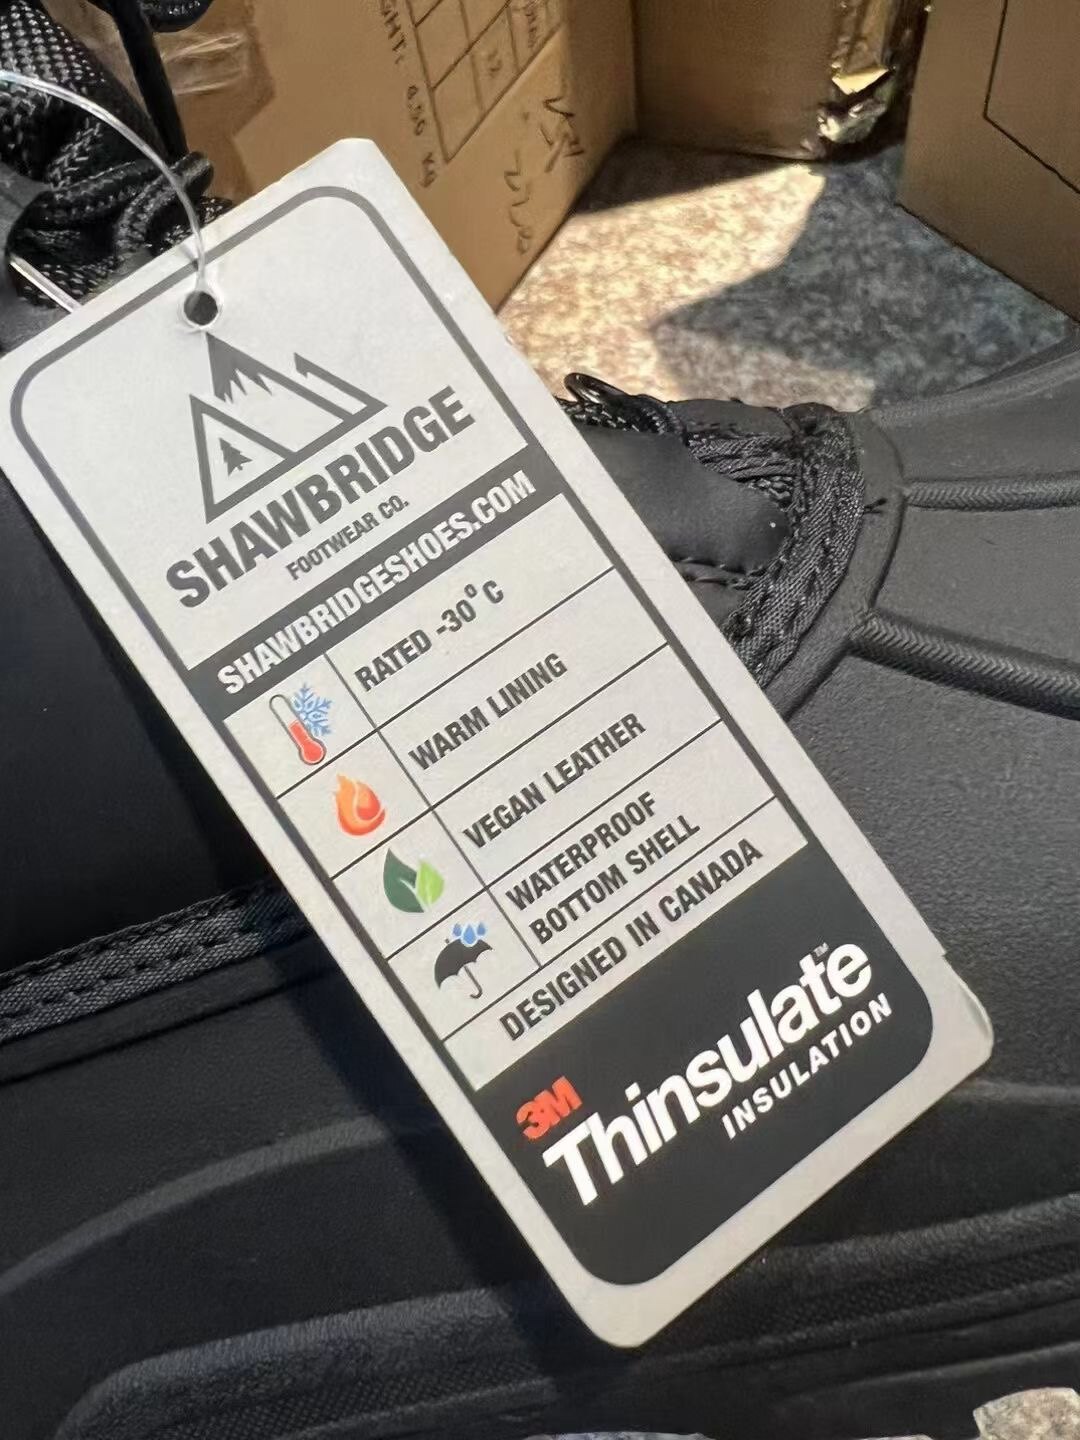 SHAWBRIDGE
FOOTWEAR CO.
SHAWBRIDGESHOES.COM
RATED -30°C
WARM LINING
VEGAN LEATHER
WATERPROOF
BOTTOM SHELL
DESIGNED IN CANADA
3M
Thinsulate™
INSULATION